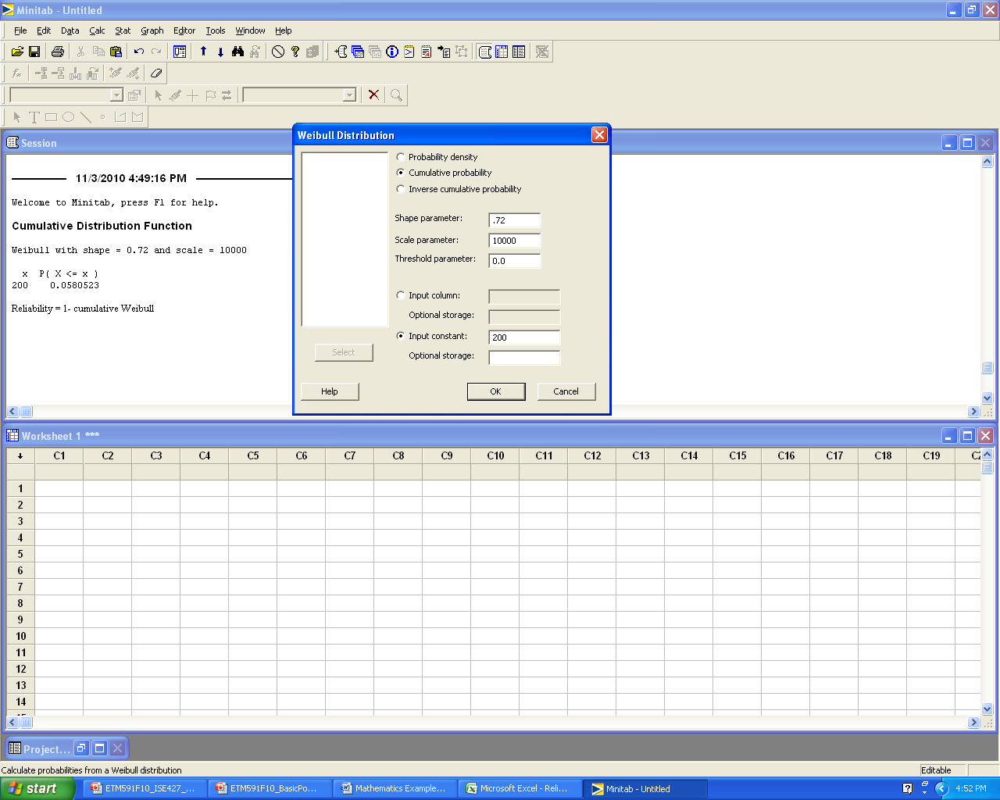 Minitab - Untitled
File Edit Data Calc Stat Graph Editor Tools Window Help
Session
11/3/2010 4:49:16 PM
Welcome to Minitab, press F1 for help.
Cumulative Distribution Function
Weibull with shape = 0.72 and scale = 10000
x P( X <= x )
200 0.0580523
Reliability = 1- cumulative Weibull
Weibull Distribution
Probability density
Cumulative probability
Inverse cumulative probability
Shape parameter: .72
Scale parameter: 10000
Threshold parameter: 0.0
Input column:
Optional storage:
Input constant: 200
Optional storage:
Select
Help OK Cancel
Worksheet 1 ***
C1 C2 C3 C4 C5 C6 C7 C8 C9 C10 C11 C12 C13 C14 C15 C16 C17 C18 C19
1
2
3
4
5
6
7
8
9
10
11
12
13
14
Project...
Calculate probabilities from a Weibull distribution
Editable
start
ETM591F10_ISE427_...
ETM591F10_BasicPo...
Mathematics Example...
Microsoft Excel - Reli...
Minitab - Untitled
4:52 PM